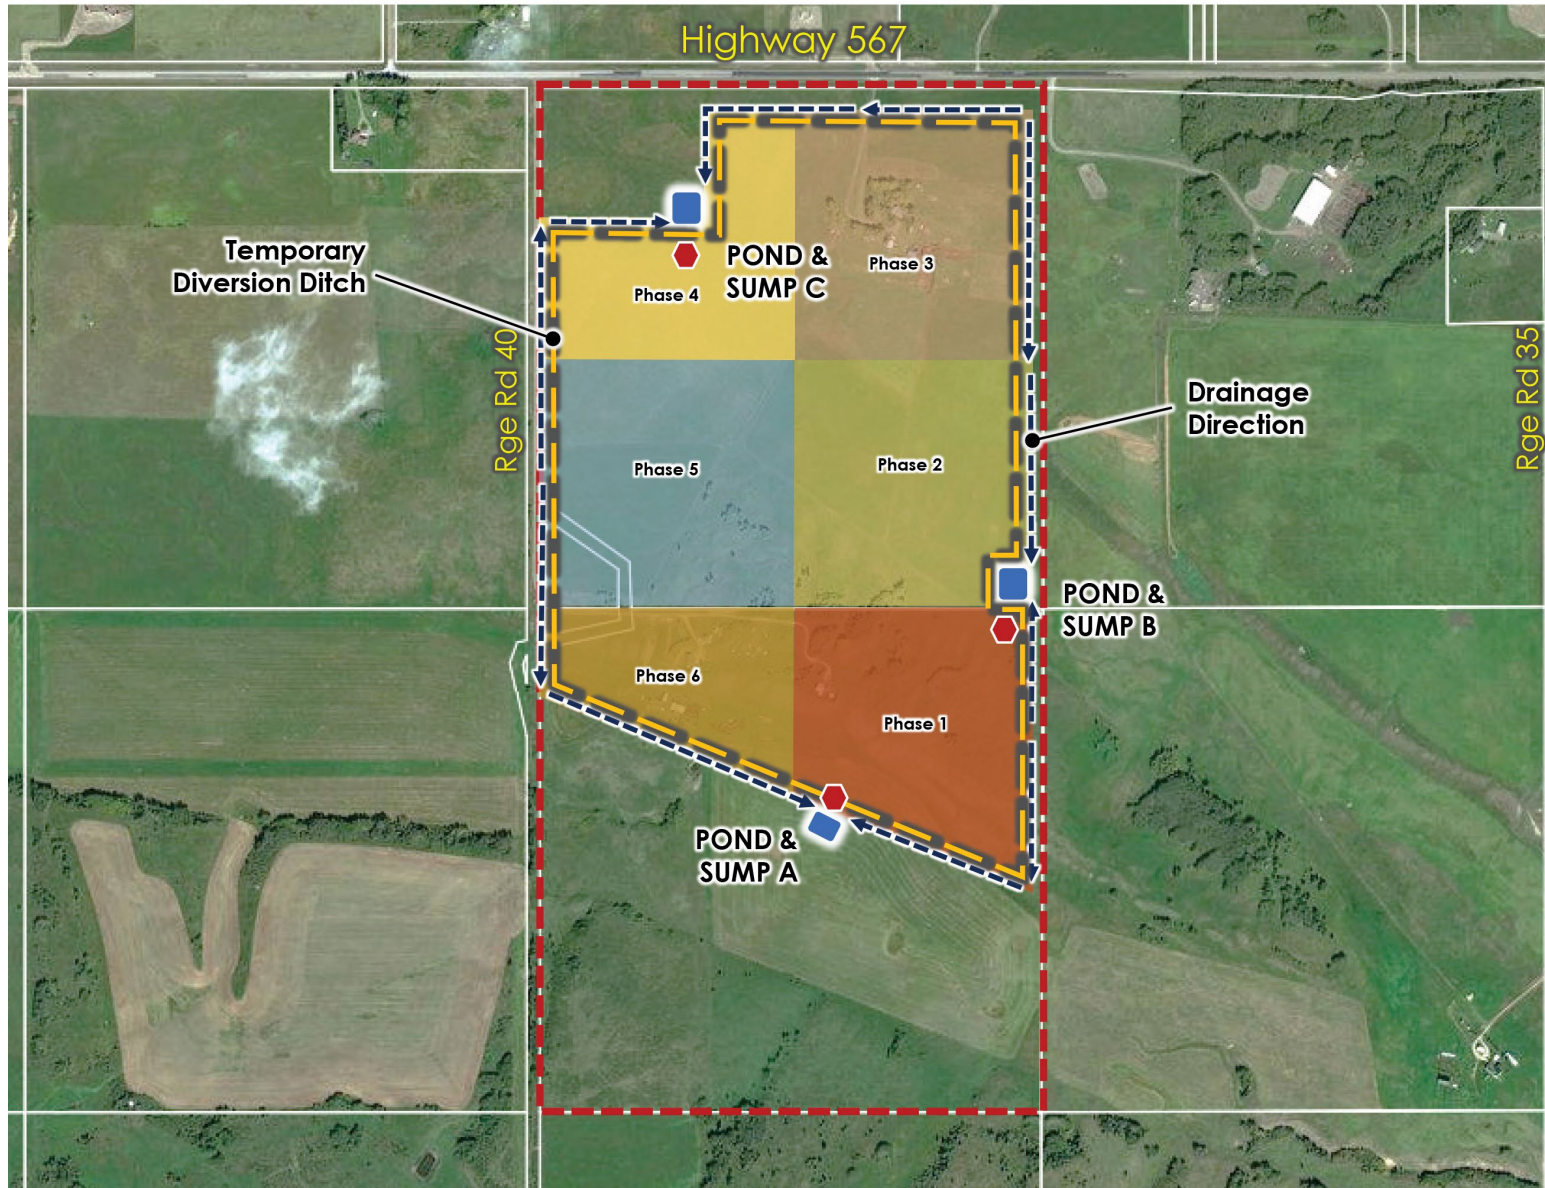 Highway 567
Temporary
Diversion Ditch
POND &
SUMP C
Phase 3
Phase 4
Rge Rd 40
Rge Rd 35
Drainage
Direction
Phase 5
Phase 2
POND &
SUMP B
Phase 6
Phase 1
POND &
SUMP A